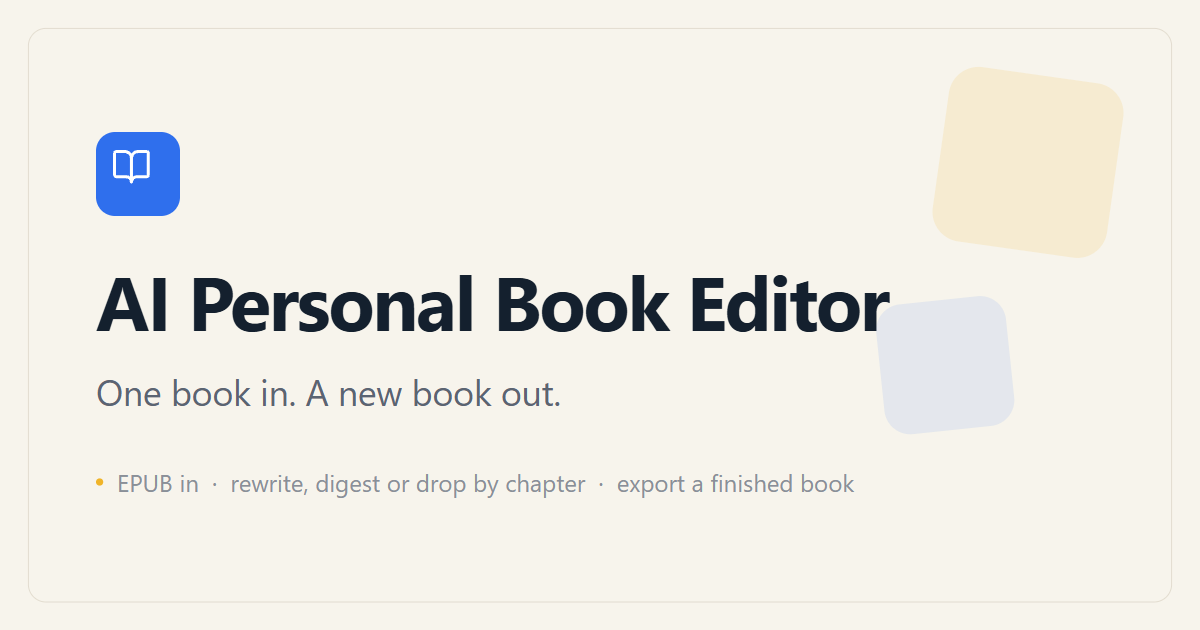 AI Personal Book Editor
One book in. A new book out.
• EPUB in · rewrite, digest or drop by chapter · export a finished book